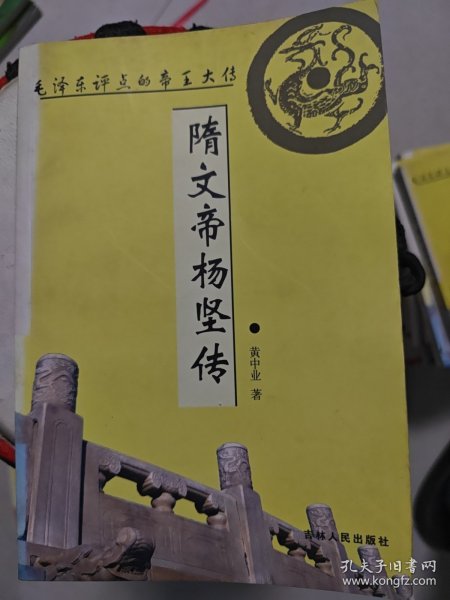 毛泽东评点的帝王大传
隋文帝杨坚传
黄中业 著
吉林人民出版社
孔夫子旧书网
www.kongfz.com